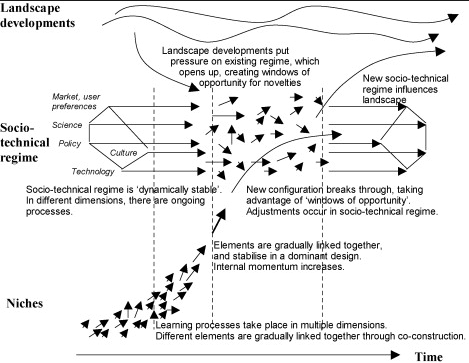 Landscape
developments
Landscape developments put
pressure on existing regime, which
opens up, creating windows of
opportunity for novelties
New socio-technical
regime influences
landscape
Market, user
preferences
Science
Policy
Culture
Technology
Socio-
technical
regime
Socio-technical regime is ‘dynamically stable’.
In different dimensions, there are ongoing
processes.
New configuration breaks through, taking
advantage of ‘windows of opportunity’.
Adjustments occur in socio-technical regime.
Elements are gradually linked together,
and stabilise in a dominant design.
Internal momentum increases.
Niches
Learning processes take place in multiple dimensions.
Different elements are gradually linked together through co-construction.
Time